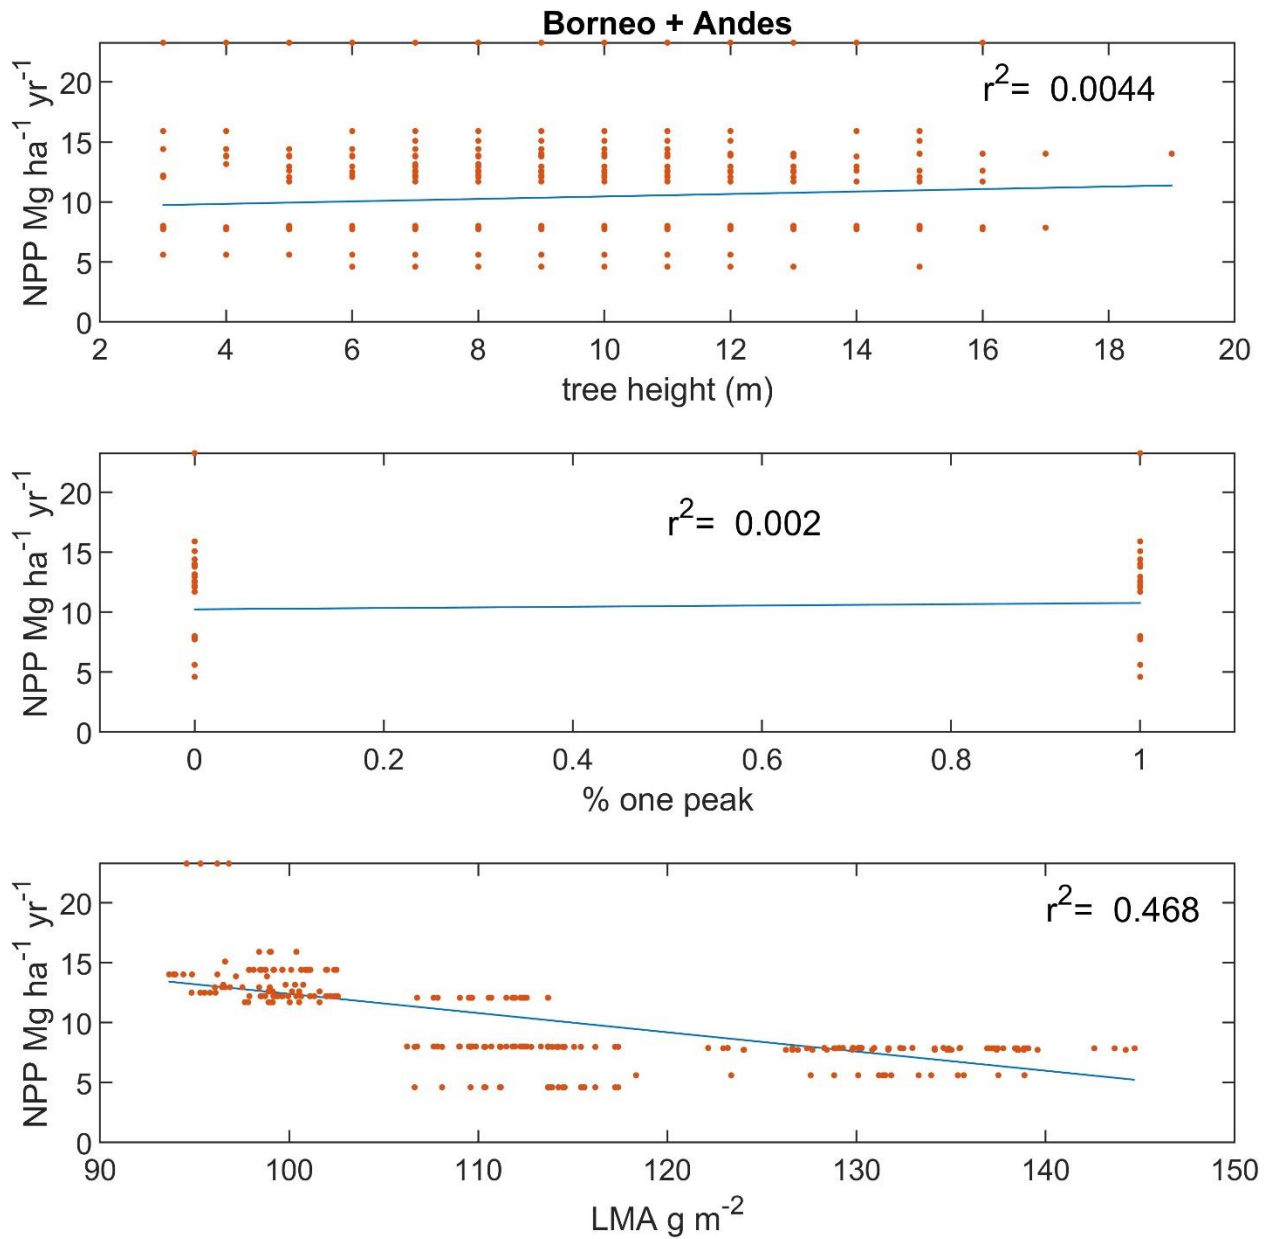 Borneo + Andes
NPP Mg ha⁻¹ yr⁻¹
20
15
10
5
0
r²= 0.0044
2 4 6 8 10 12 14 16 18 20
tree height (m)
NPP Mg ha⁻¹ yr⁻¹
20
15
10
5
0
r²= 0.002
0 0.2 0.4 0.6 0.8 1
% one peak
NPP Mg ha⁻¹ yr⁻¹
20
15
10
5
0
r²= 0.468
90 100 110 120 130 140 150
LMA g m⁻²